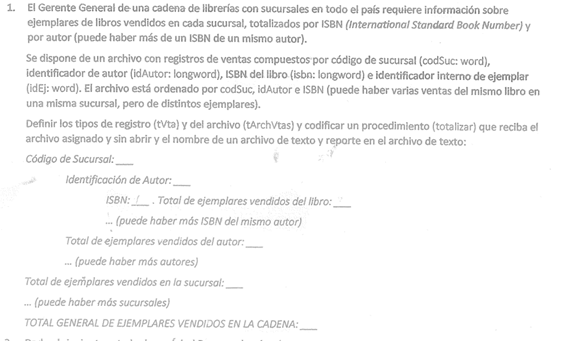 1. El Gerente General de una cadena de librerías con sucursales en todo el país requiere información sobre
ejemplares de libros vendidos en cada sucursal, totalizados por ISBN (International Standard Book Number) y
por autor (puede haber más de un ISBN de un mismo autor).
Se dispone de un archivo con registros de ventas compuestos por código de sucursal (codSuc: word),
identificador de autor (idAutor: longword), ISBN del libro (isbn: longword) e identificador interno de ejemplar
(idEj: word). El archivo está ordenado por codSuc, idAutor e ISBN (puede haber varias ventas del mismo libro en
una misma sucursal, pero de distintos ejemplares).
Definir los tipos de registro (tVta) y del archivo (tArchVtas) y codificar un procedimiento (totalizar) que reciba el
archivo asignado y sin abrir y el nombre de un archivo de texto y reporte en el archivo de texto:
Código de Sucursal:____
Identificación de Autor:____
ISBN:____. Total de ejemplares vendidos del libro:____
... (puede haber más ISBN del mismo autor)
Total de ejemplares vendidos del autor:____
... (puede haber más autores)
Total de ejemplares vendidos en la sucursal:____
... (puede haber más sucursales)
TOTAL GENERAL DE EJEMPLARES VENDIDOS EN LA CADENA:____